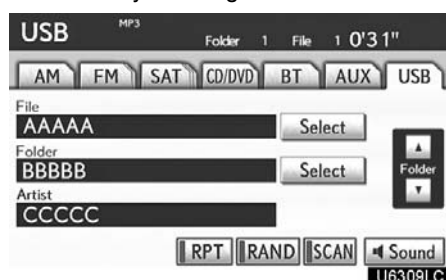 USB MP3 Folder 1 File 1 0'31"
AM FM SAT CD/DVD BT AUX USB
File
AAAAA Select
Folder
BBBBB Select
Folder
Artist
CCCCC
RPT RAND SCAN Sound
U6309LC